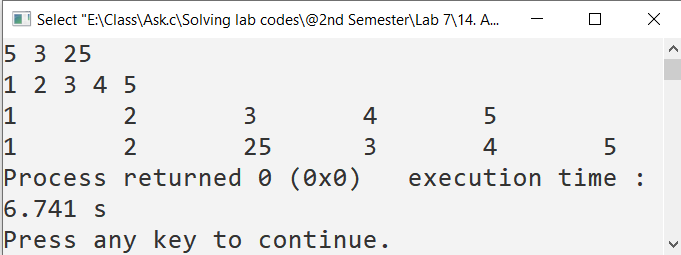 Select "E:\Class\Ask.c\Solving lab codes\@2nd Semester\Lab 7\14. A...
5 3 25
1 2 3 4 5
1 2 3 4 5
1 2 25 3 4 5
Process returned 0 (0x0)   execution time :
6.741 s
Press any key to continue.